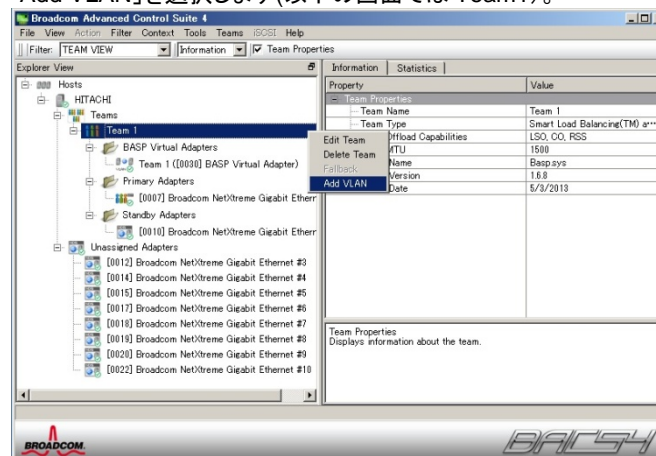 Add VLAN]を選択します(以下の画面では Team1)。
Broadcom Advanced Control Suite 4
File View Action Filter Context Tools Teams iSCSI Help
Filter: TEAM VIEW Information Team Properties
Explorer View
Hosts
HITACHI
Teams
Team 1
BASP Virtual Adapters
Team 1 ([0030] BASP Virtual Adapter)
Primary Adapters
[0007] Broadcom NetXtreme Gigabit Etherr
Standby Adapters
[0010] Broadcom NetXtreme Gigabit Etherr
Unassigned Adapters
[0012] Broadcom NetXtreme Gigabit Ethernet #3
[0014] Broadcom NetXtreme Gigabit Ethernet #4
[0015] Broadcom NetXtreme Gigabit Ethernet #5
[0017] Broadcom NetXtreme Gigabit Ethernet #6
[0018] Broadcom NetXtreme Gigabit Ethernet #7
[0019] Broadcom NetXtreme Gigabit Ethernet #8
[0020] Broadcom NetXtreme Gigabit Ethernet #9
[0022] Broadcom NetXtreme Gigabit Ethernet #10
Edit Team
Delete Team
Fallback
Add VLAN
Information Statistics
Property Value
Team Properties
Team Name Team 1
Team Type Smart Load Balancing(TM) a...
Offload Capabilities LSO, CO, RSS
MTU 1500
Name Basp.sys
Version 1.6.8
Date 5/3/2013
Team Properties
Displays information about the team.
BROADCOM.
BACS4